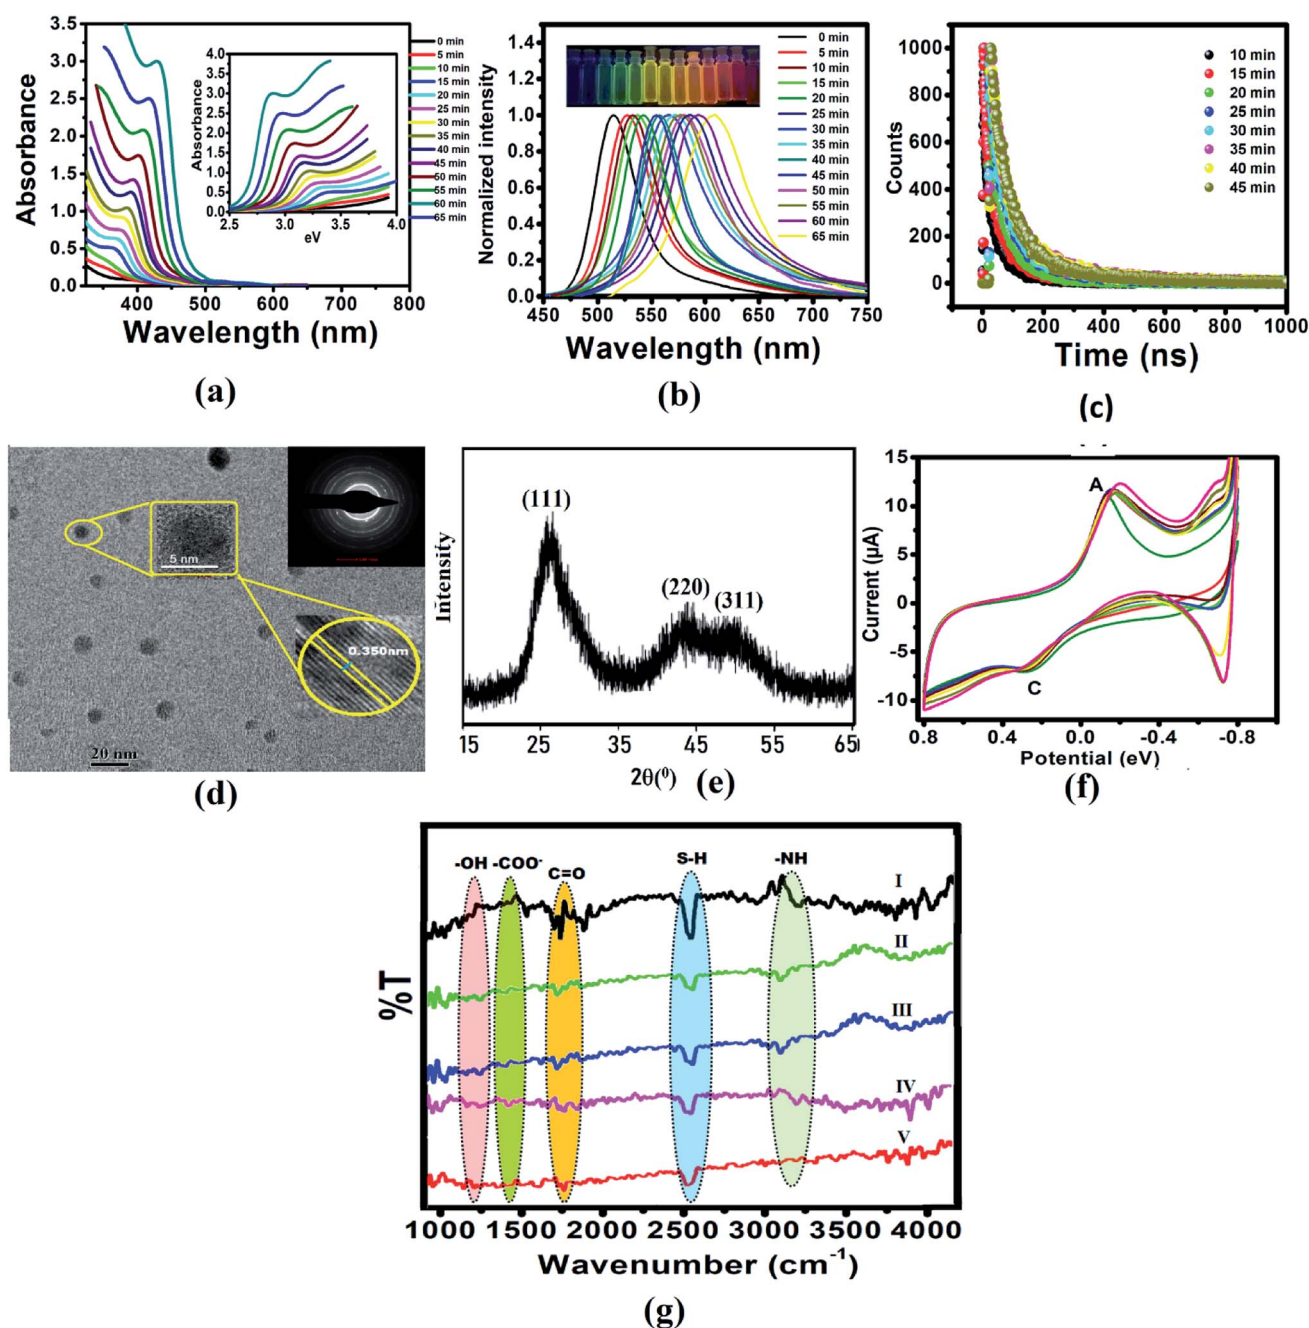 3.5
3.0
2.5
2.0
1.5
1.0
0.5
0.0
Absorbance
400 500 600 700 800
Wavelength (nm)
4.0
3.5
3.0
2.5
2.0
1.5
1.0
0.5
0.0
Absorbance
2.5 3.0 3.5 4.0
eV
0 min
5 min
10 min
15 min
20 min
25 min
35 min
40 min
45 min
50 min
55 min
60 min
65 min
(a)
1.4
1.2
1.0
0.8
0.6
0.4
0.2
0.0
Normalized intensity
450 500 550 600 650 700 750
Wavelength (nm)
0 min
5 min
10 min
15 min
20 min
25 min
30 min
35 min
40 min
45 min
50 min
55 min
60 min
65 min
(b)
1000
800
600
400
200
0
Counts
0 200 400 600 800 1000
Time (ns)
10 min
15 min
20 min
25 min
30 min
35 min
40 min
45 min
(c)
5 nm
0.350nm
20 nm
(d)
Intensity
(111)
(220)
(311)
15 25 35 45 55 65
2θ(⁰)
(e)
15
10
5
0
-5
-10
Current (µA)
A
C
0.8 0.4 0.0 -0.4 -0.8
Potential (eV)
(f)
%T
-OH -COO⁻ C=O S-H -NH
I
II
III
IV
V
1000 1500 2000 2500 3000 3500 4000
Wavenumber (cm⁻¹)
(g)